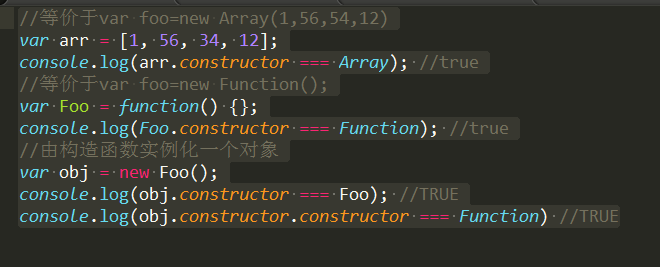 //等价于var foo=new Array(1,56,54,12)
var arr = [1, 56, 34, 12];
console.log(arr.constructor === Array); //true
//等价于var foo=new Function();
var Foo = function() {};
console.log(Foo.constructor === Function); //true
//由构造函数实例化一个对象
var obj = new Foo();
console.log(obj.constructor === Foo); //TRUE
console.log(obj.constructor.constructor === Function) //TRUE